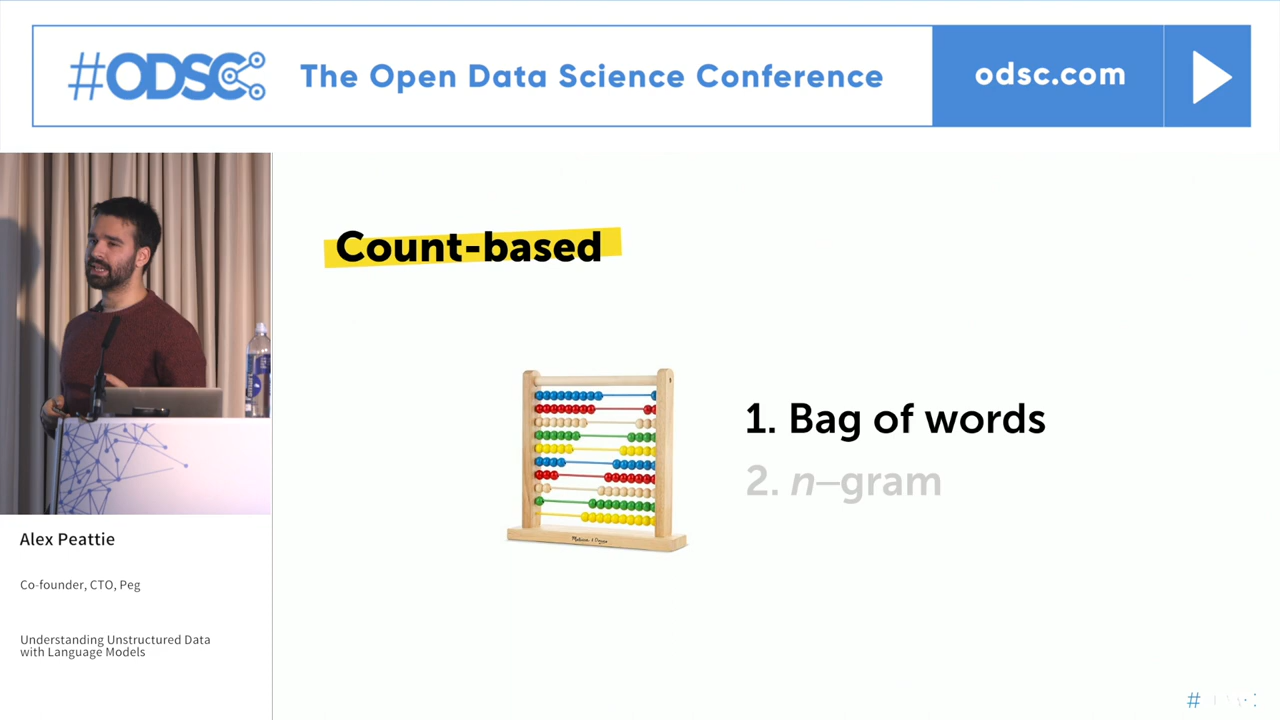 #ODSC
The Open Data Science Conference
odsc.com
Count-based
1. Bag of words
2. n–gram
Alex Peattie
Co-founder, CTO, Peg
Understanding Unstructured Data
with Language Models
#